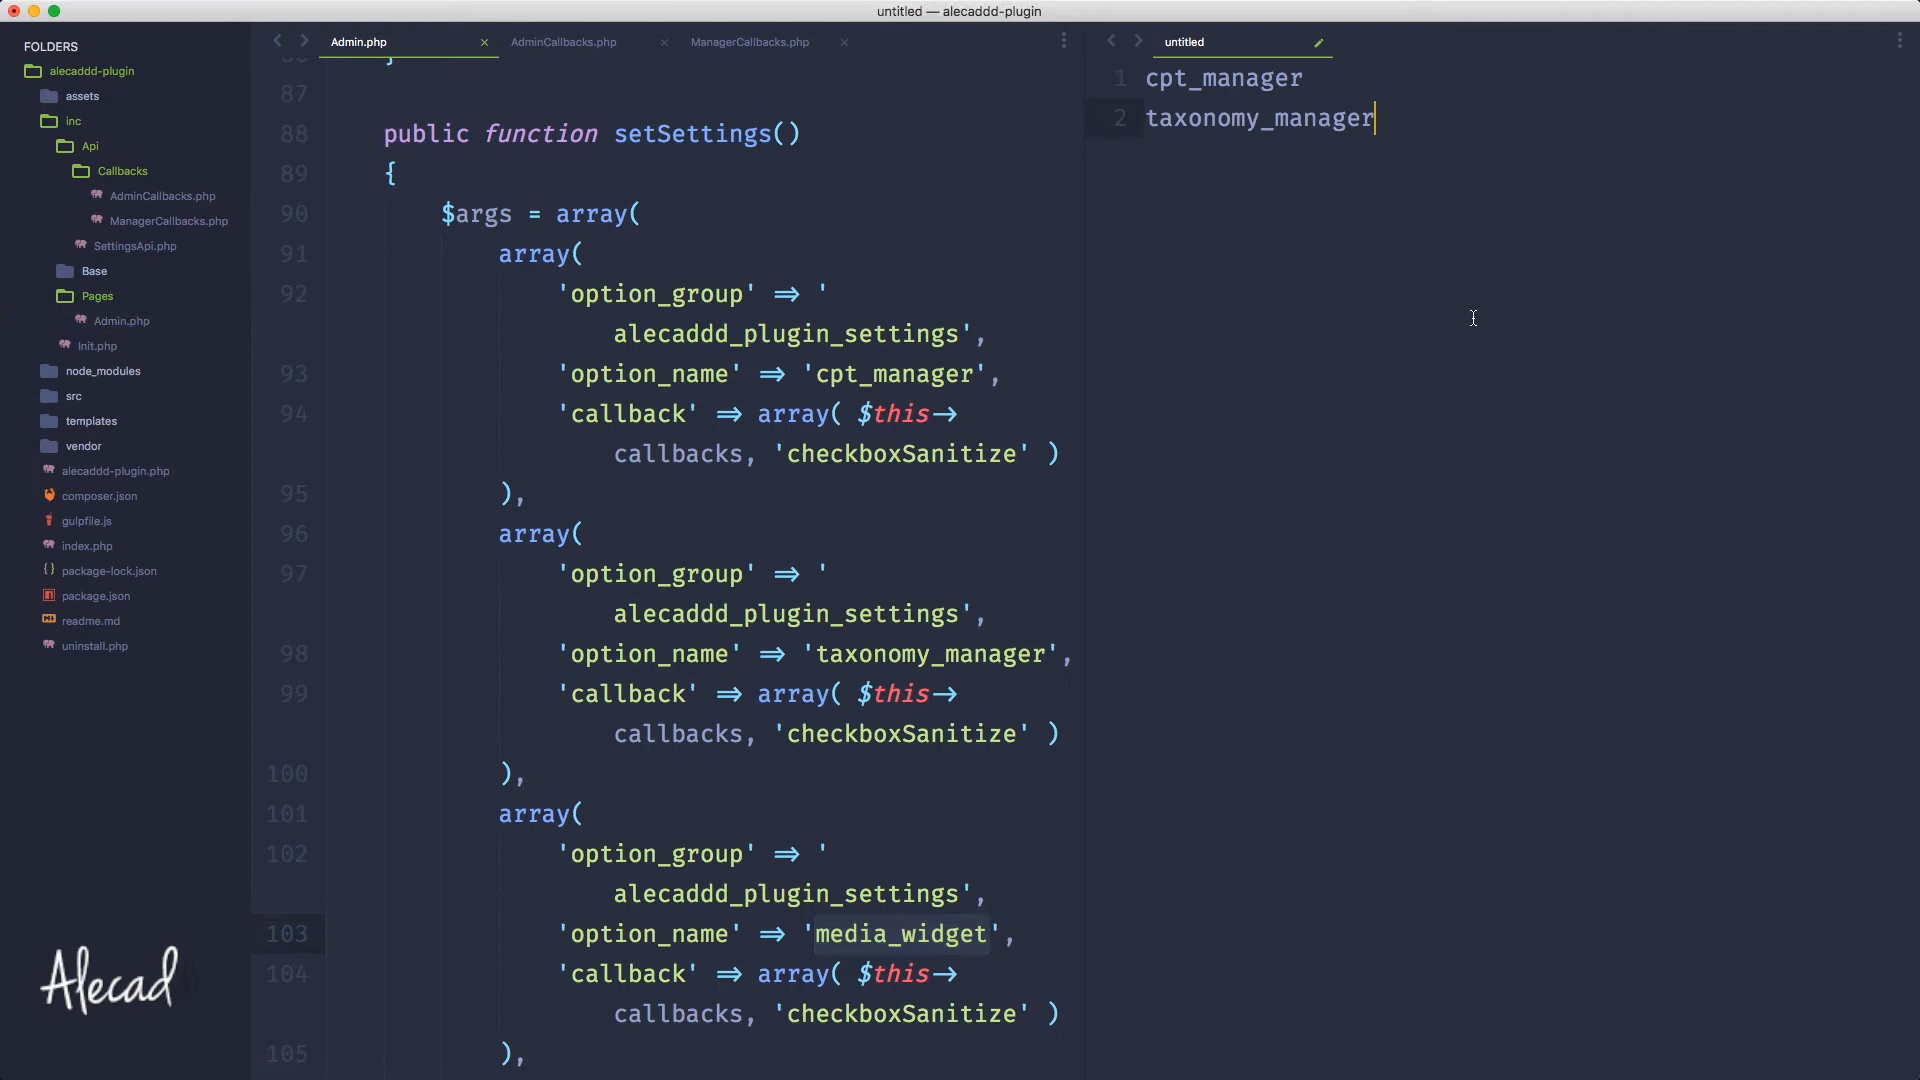 untitled — alecaddd-plugin
FOLDERS
alecaddd-plugin
assets
inc
Api
Callbacks
AdminCallbacks.php
ManagerCallbacks.php
SettingsApi.php
Base
Pages
Admin.php
Init.php
node_modules
src
templates
vendor
alecaddd-plugin.php
composer.json
gulpfile.js
index.php
package-lock.json
package.json
readme.md
uninstall.php
Alecad
Admin.php
AdminCallbacks.php
ManagerCallbacks.php
86 }
87
88 public function setSettings()
89 {
90 $args = array(
91 array(
92 'option_group' => '
alecaddd_plugin_settings',
93 'option_name' => 'cpt_manager',
94 'callback' => array( $this->
callbacks, 'checkboxSanitize' )
95 ),
96 array(
97 'option_group' => '
alecaddd_plugin_settings',
98 'option_name' => 'taxonomy_manager',
99 'callback' => array( $this->
callbacks, 'checkboxSanitize' )
100 ),
101 array(
102 'option_group' => '
alecaddd_plugin_settings',
103 'option_name' => 'media_widget',
104 'callback' => array( $this->
callbacks, 'checkboxSanitize' )
105 ),
untitled
1 cpt_manager
2 taxonomy_manager